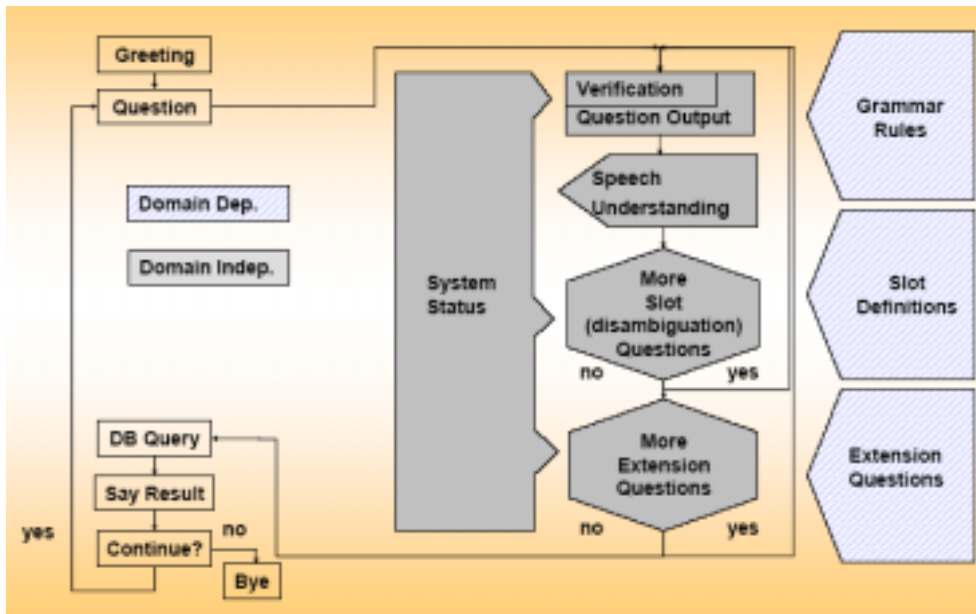 Greeting
Question
Domain Dep.
Domain Indep.
DB Query
Say Result
Continue?
yes
no
Bye
System
Status
Verification
Question Output
Speech
Understanding
More
Slot
(disambiguation)
Questions
no
yes
More
Extension
Questions
no
yes
Grammar
Rules
Slot
Definitions
Extension
Questions